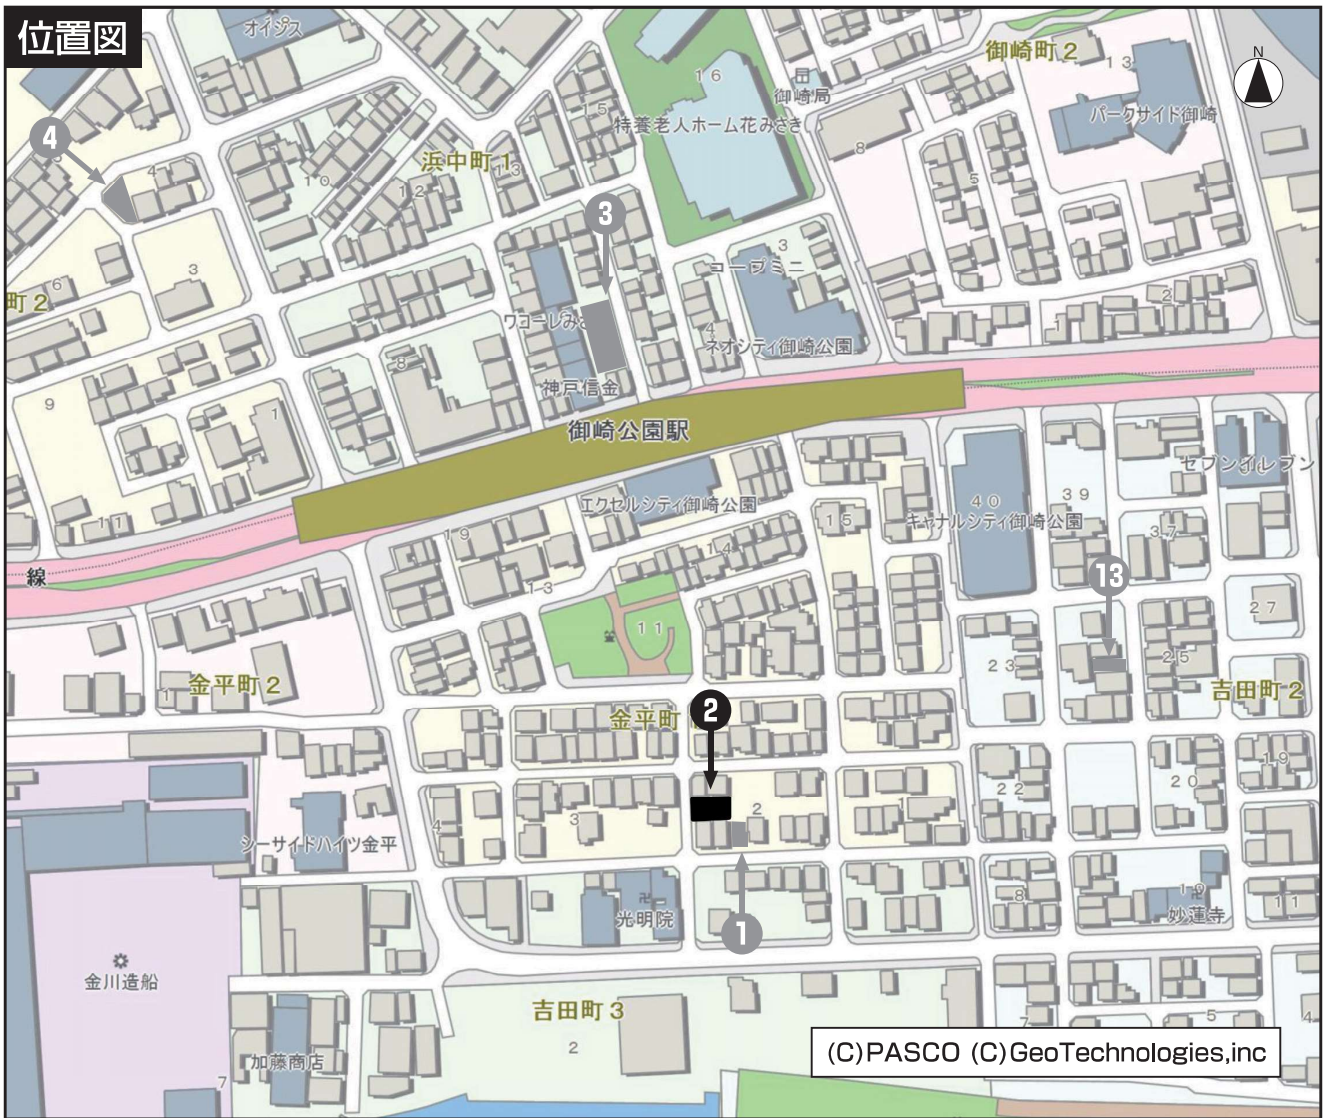 位置図
オイシス
8
16
御崎局
御崎町2
13
N
パークサイド御崎
特養老人ホーム花みさき
15
8
4
4
浜中町1
13
10
12
5
3
3
3
コープミニ
6
町2
2
1
ワコーレみさ
4
ネオシティ御崎公園
8
神戸信金
9
1
御崎公園駅
セブンイレブン
エクセルシティ御崎公園
40
39
キャナルシティ御崎公園
15
37
11
19
14
線
13
13
27
11
23
25
1
金平町2
吉田町2
金平町
2
19
20
22
2
1
3
4
シーサイドハイツ金平
卍
光明院
8
19
卍
妙蓮寺
11
1
金川造船
吉田町3
2
7
5
4
加藤商店
7
(C)PASCO (C)GeoTechnologies,inc